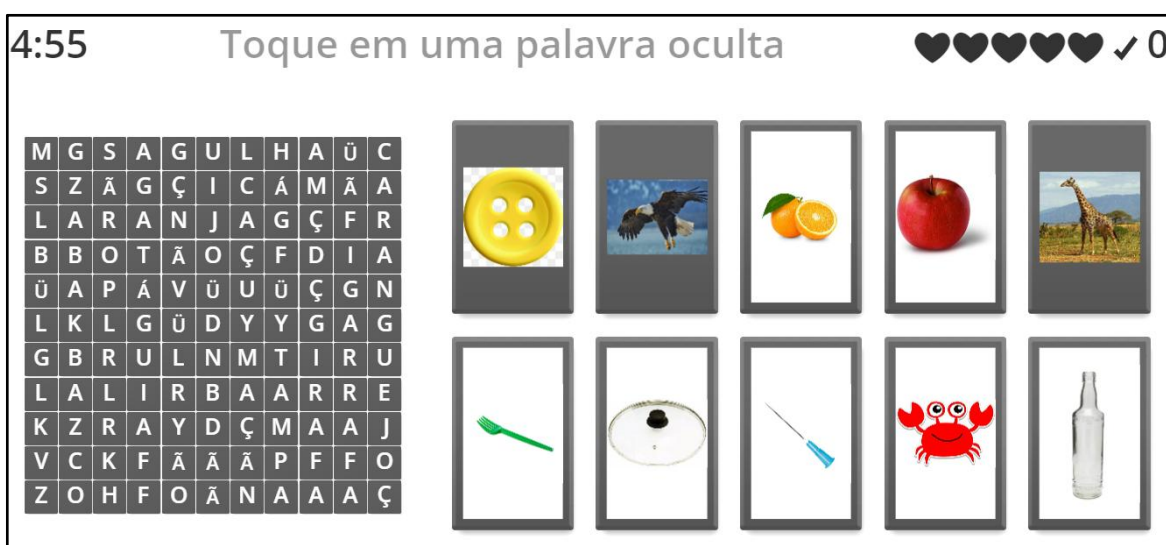 4:55 Toque em uma palavra oculta 0
M G S A G U L H A Ü C
S Z Ã G Ç I C Á M Ã A
L A R A N J A G Ç F R
B B O T Ã O Ç F D I A
Ü A P Á V Ü U Ü Ç G N
L K L G Ü D Y Y G A G
G B R U L N M T I R U
L A L I R B A A R R E
K Z R A Y D Ç M A A J
V C K F Ã Ã Ã P F F O
Z O H F O Ã N A A A Ç